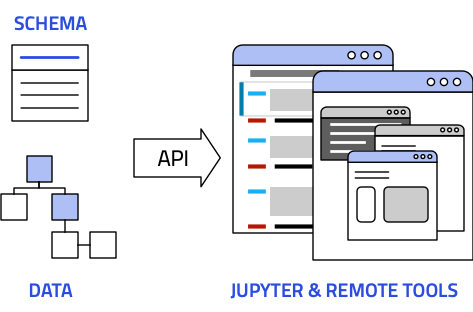 SCHEMA
API
DATA
JUPYTER & REMOTE TOOLS